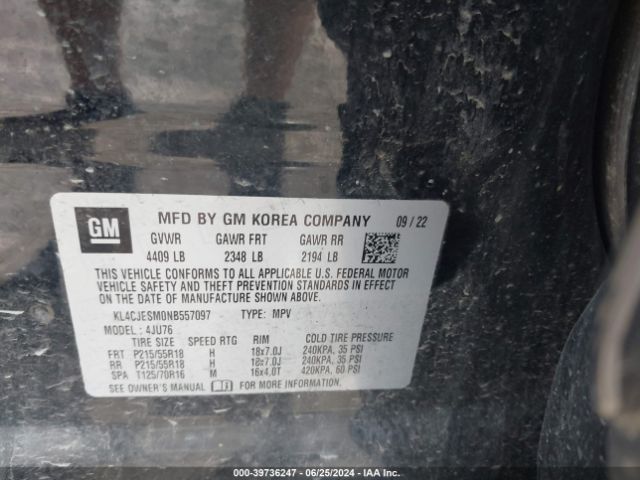 GM MFD BY GM KOREA COMPANY 09/22
GVWR GAWR FRT GAWR RR
4409 LB 2348 LB 2194 LB
THIS VEHICLE CONFORMS TO ALL APPLICABLE U.S. FEDERAL MOTOR
VEHICLE SAFETY AND THEFT PREVENTION STANDARDS IN EFFECT
ON THE DATE OF MANUFACTURE SHOWN ABOVE.
KL4CJESM0NB557097 TYPE: MPV
MODEL: 4JU76
TIRE SIZE SPEED RTG RIM COLD TIRE PRESSURE
FRT P215/55R18 H 18x7.0J 240KPA, 35 PSI
RR P215/55R18 H 18x7.0J 240KPA, 35 PSI
SPA T125/70R16 M 16x4.0T 420KPA, 60 PSI
SEE OWNER'S MANUAL FOR MORE INFORMATION.
000-39736247 - 06/25/2024 - IAA Inc.